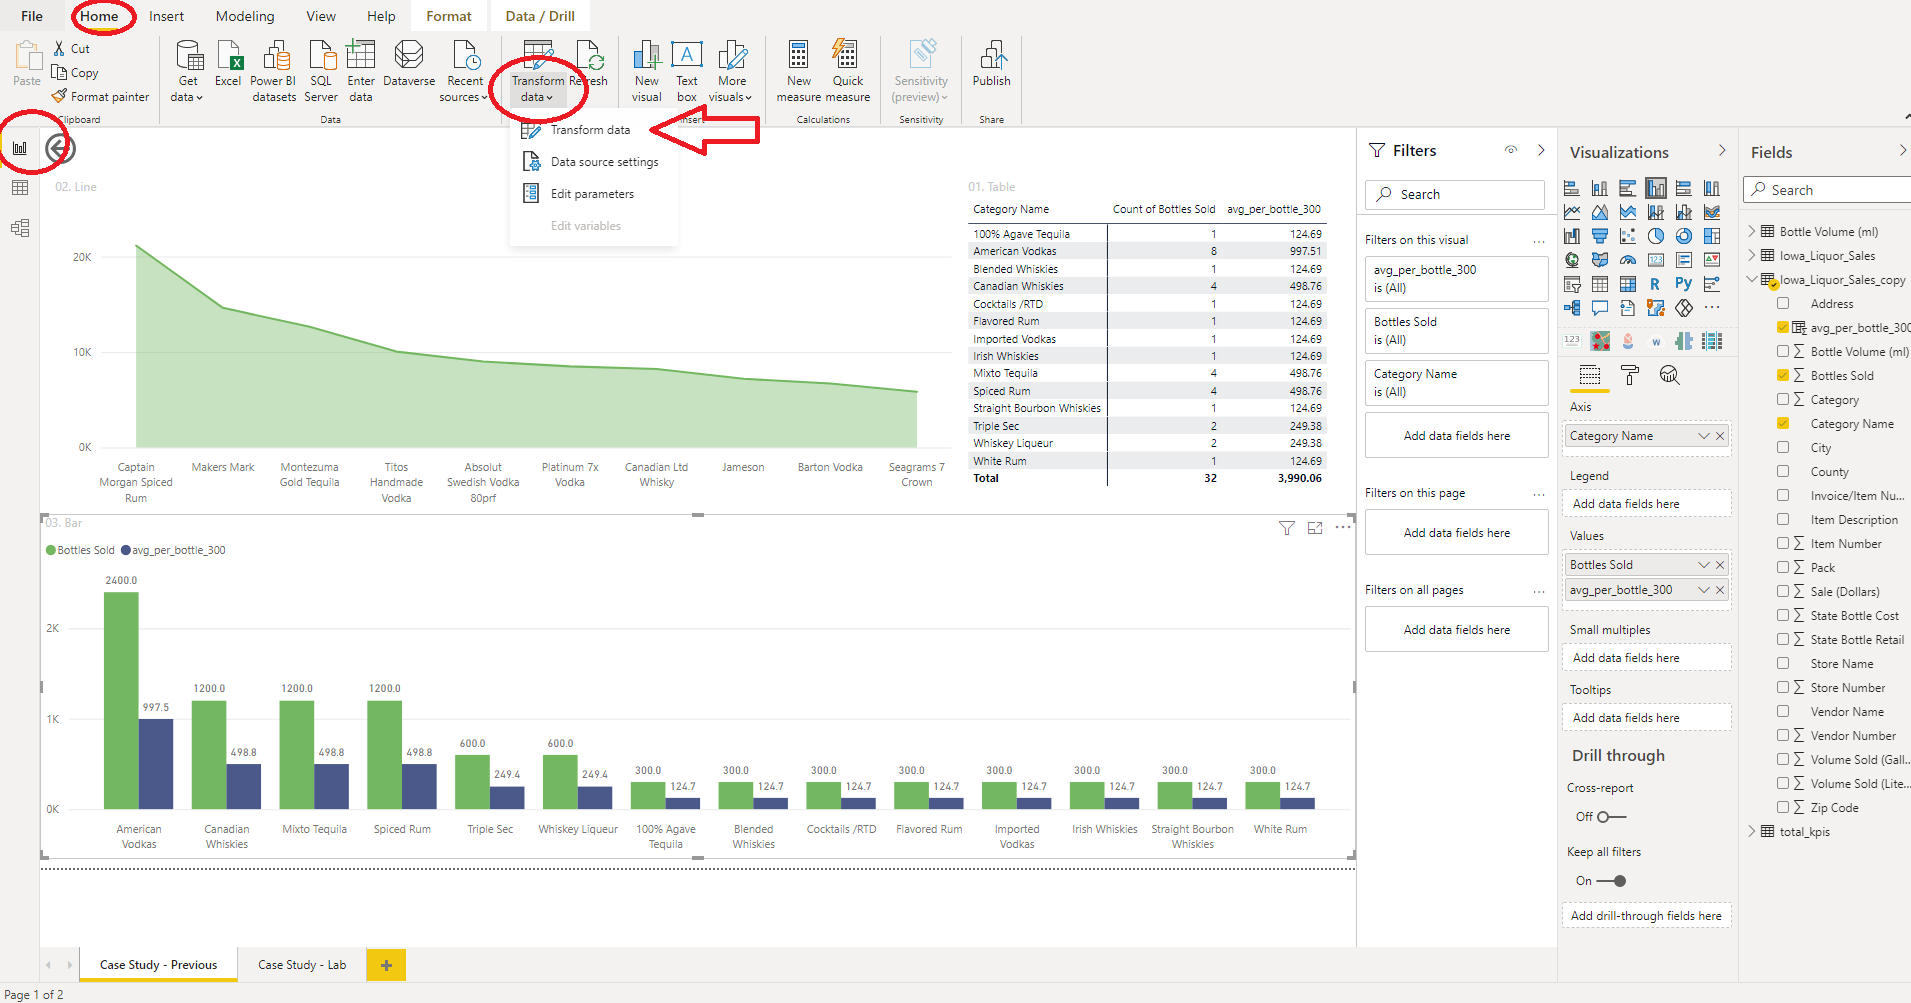 File Home Insert Modeling View Help Format Data / Drill
Paste
Cut
Copy
Format painter
Clipboard
Get data
Excel
Power BI datasets
SQL Server
Enter data
Dataverse
Recent sources
Data
Transform data
Refresh
New visual
Text box
More visuals
New measure
Quick measure
Calculations
Sensitivity (preview)
Sensitivity
Publish
Share
Transform data
Data source settings
Edit parameters
Edit variables
02. Line
20K
10K
0K
Captain Morgan Spiced Rum
Makers Mark
Montezuma Gold Tequila
Titos Handmade Vodka
Absolut Swedish Vodka 80prf
Platinum 7x Vodka
Canadian Ltd Whisky
Jameson
Barton Vodka
Seagrams 7 Crown
01. Table
Category Name Count of Bottles Sold avg_per_bottle_300
100% Agave Tequila 1 124.69
American Vodkas 8 997.51
Blended Whiskies 1 124.69
Canadian Whiskies 4 498.76
Cocktails /RTD 1 124.69
Flavored Rum 1 124.69
Imported Vodkas 1 124.69
Irish Whiskies 1 124.69
Mixto Tequila 4 498.76
Spiced Rum 4 498.76
Straight Bourbon Whiskies 1 124.69
Triple Sec 2 249.38
Whiskey Liqueur 2 249.38
White Rum 1 124.69
Total 32 3,990.06
03. Bar
Bottles Sold avg_per_bottle_300
2K
1K
0K
2400.0 997.5
1200.0 498.8
1200.0 498.8
1200.0 498.8
600.0 249.4
600.0 249.4
300.0 124.7
300.0 124.7
300.0 124.7
300.0 124.7
300.0 124.7
300.0 124.7
300.0 124.7
300.0 124.7
American Vodkas
Canadian Whiskies
Mixto Tequila
Spiced Rum
Triple Sec
Whiskey Liqueur
100% Agave Tequila
Blended Whiskies
Cocktails /RTD
Flavored Rum
Imported Vodkas
Irish Whiskies
Straight Bourbon Whiskies
White Rum
Filters
Search
Filters on this visual ...
avg_per_bottle_300
is (All)
Bottles Sold
is (All)
Category Name
is (All)
Add data fields here
Filters on this page ...
Add data fields here
Filters on all pages ...
Add data fields here
Visualizations
123
R Py
123
W
Axis
Category Name
Legend
Add data fields here
Values
Bottles Sold
avg_per_bottle_300
Small multiples
Add data fields here
Tooltips
Add data fields here
Drill through
Cross-report
Off
Keep all filters
On
Add drill-through fields here
Fields
Search
Bottle Volume (ml)
Iowa_Liquor_Sales
Iowa_Liquor_Sales_copy
Address
avg_per_bottle_300
Bottle Volume (ml)
Bottles Sold
Category
Category Name
City
County
Invoice/Item Nu...
Item Description
Item Number
Pack
Sale (Dollars)
State Bottle Cost
State Bottle Retail
Store Name
Store Number
Vendor Name
Vendor Number
Volume Sold (Gall...
Volume Sold (Lite...
Zip Code
total_kpis
Case Study - Previous
Case Study - Lab
Page 1 of 2